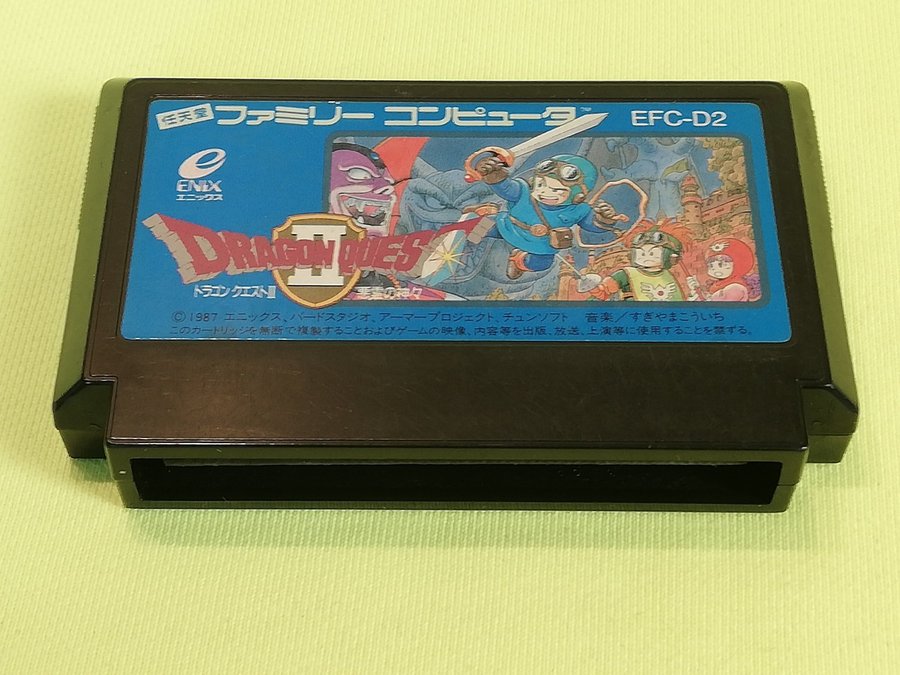 任天堂 ファミリー コンピュータ™ EFC-D2
ENIX
エニックス
DRAGON QUEST
II
ドラゴンクエストII 悪霊の神々
©1987 エニックス、バードスタジオ、アーマープロジェクト、チュンソフト 音楽／すぎやまこういち
このカートリッジを無断で複製することおよびゲームの映像、内容等を出版、放送、上演等に使用することを禁ずる。